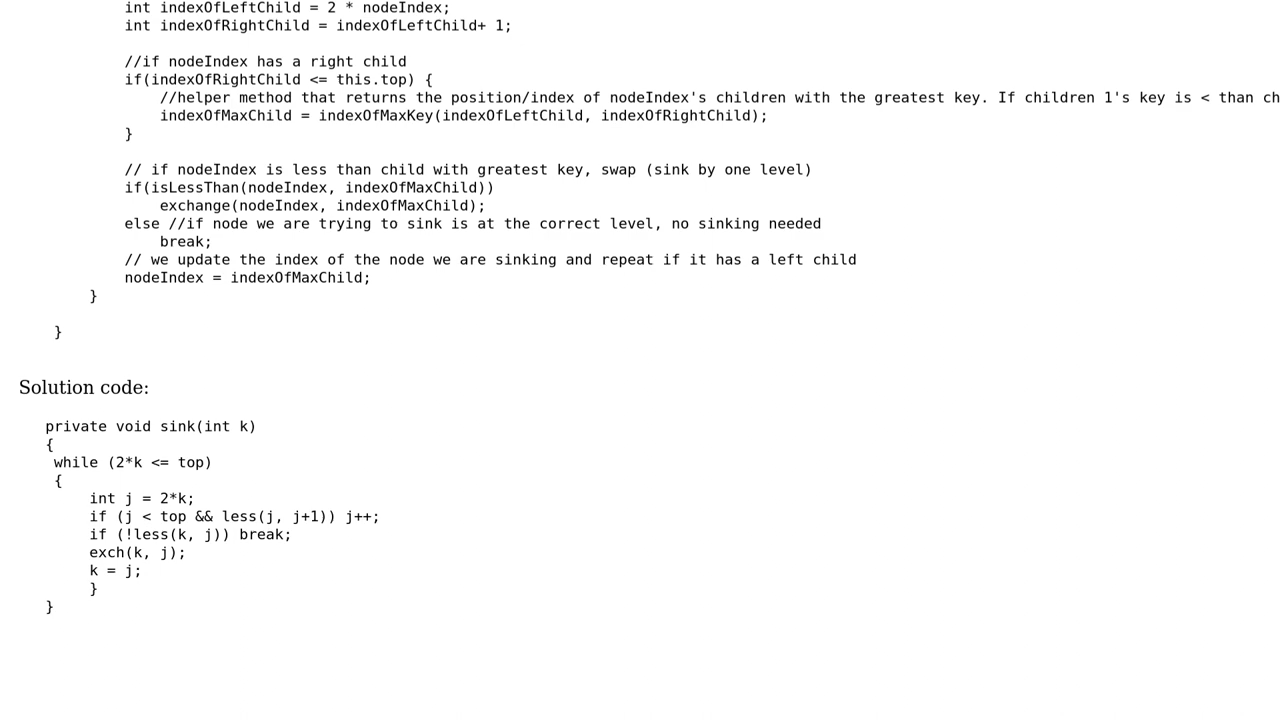 int indexOfLeftChild = 2 * nodeIndex;
int indexOfRightChild = indexOfLeftChild+ 1;
//if nodeIndex has a right child
if(indexOfRightChild <= this.top) {
//helper method that returns the position/index of nodeIndex's children with the greatest key. If children 1's key is < than ch
indexOfMaxChild = indexOfMaxKey(indexOfLeftChild, indexOfRightChild);
}
// if nodeIndex is less than child with greatest key, swap (sink by one level)
if(isLessThan(nodeIndex, indexOfMaxChild))
exchange(nodeIndex, indexOfMaxChild);
else //if node we are trying to sink is at the correct level, no sinking needed
break;
// we update the index of the node we are sinking and repeat if it has a left child
nodeIndex = indexOfMaxChild;
}
}
Solution code:
private void sink(int k)
{
while (2*k <= top)
{
int j = 2*k;
if (j < top && less(j, j+1)) j++;
if (!less(k, j)) break;
exch(k, j);
k = j;
}
}